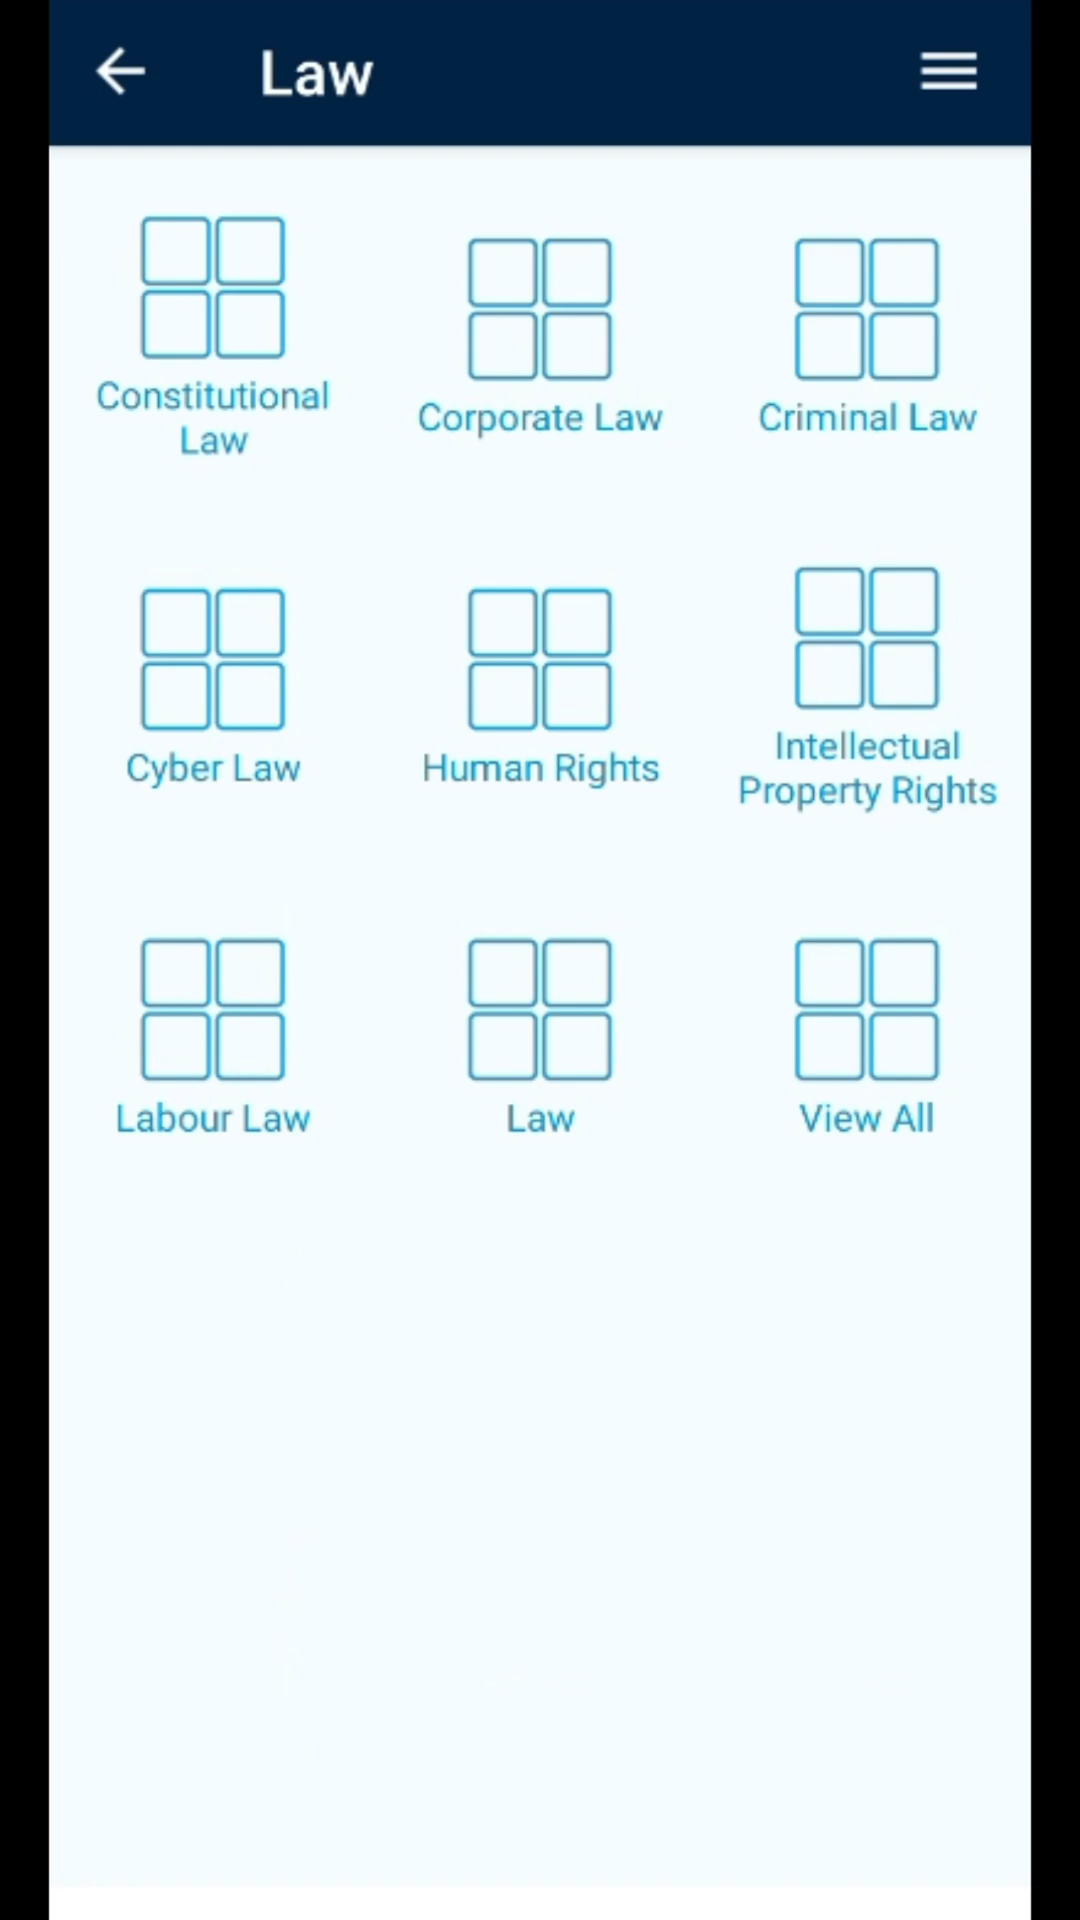 Law
Constitutional
Law
Corporate Law
Criminal Law
Cyber Law
Human Rights
Intellectual
Property Rights
Labour Law
Law
View All